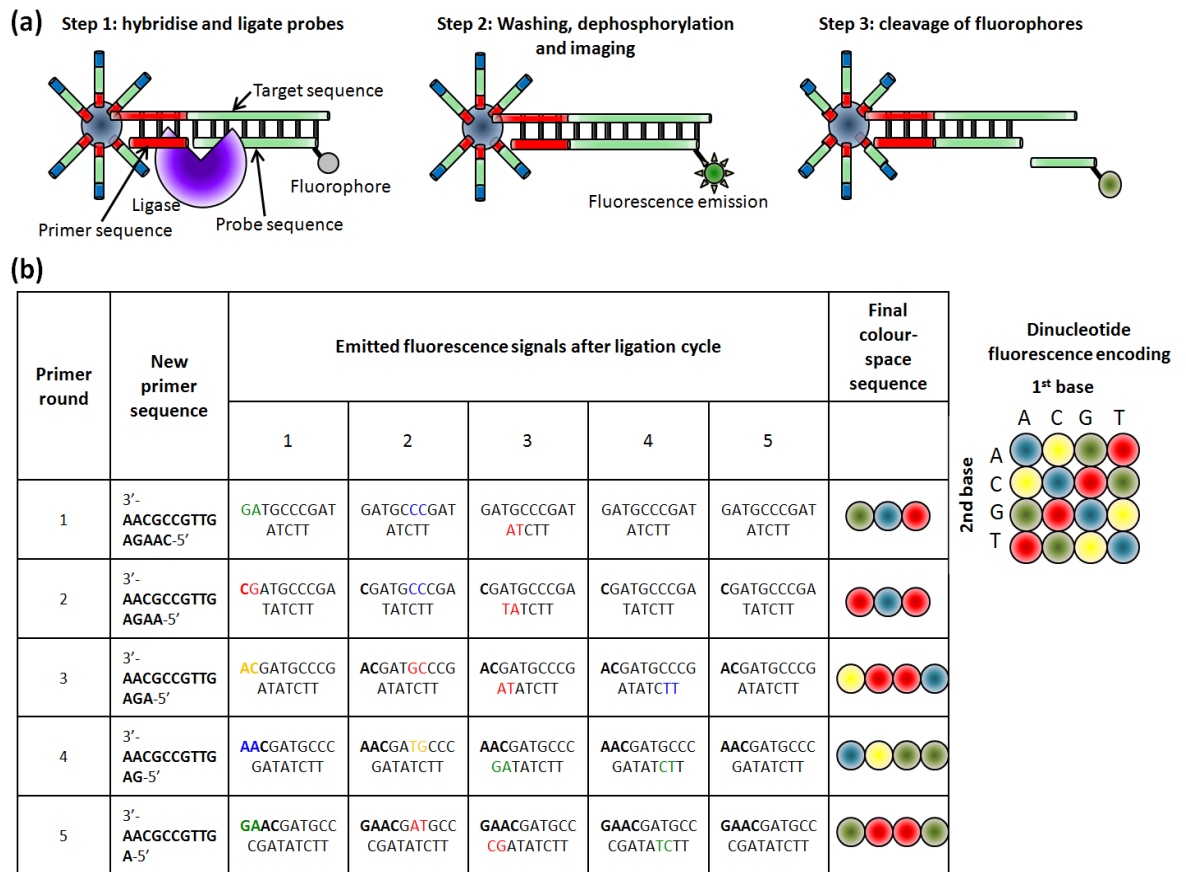 (a)
Step 1: hybridise and ligate probes
Step 2: Washing, dephosphorylation
and imaging
Step 3: cleavage of fluorophores
Target sequence
Fluorophore
Ligase
Primer sequence
Probe sequence
Fluorescence emission
(b)
Primer
round
New
primer
sequence
Emitted fluorescence signals after ligation cycle
Final
colour-
space
sequence
1 2 3 4 5
1
3’-
AACGCCGTTG
AGAAC-5’
GATGCCCGAT GATGCCCGAT GATGCCCGAT GATGCCCGAT GATGCCCGAT
ATCTT ATCTT ATCTT ATCTT ATCTT
2
3’-
AACGCCGTTG
AGAA-5’
CGATGCCCGA CGATGCCCGA CGATGCCCGA CGATGCCCGA CGATGCCCGA
TATCTT TATCTT TATCTT TATCTT TATCTT
3
3’-
AACGCCGTTG
AGA-5’
ACGATGCCCG ACGATGCCCG ACGATGCCCG ACGATGCCCG ACGATGCCCG
ATATCTT ATATCTT ATATCTT ATATCTT ATATCTT
4
3’-
AACGCCGTTG
AG-5’
AACGATGCCC AACGATGCCC AACGATGCCC AACGATGCCC AACGATGCCC
GATATCTT GATATCTT GATATCTT GATATCTT GATATCTT
5
3’-
AACGCCGTTG
A-5’
GAACGATGCC GAACGATGCC GAACGATGCC GAACGATGCC GAACGATGCC
CGATATCTT CGATATCTT CGATATCTT CGATATCTT CGATATCTT
Dinucleotide
fluorescence encoding
1st base
A C G T
2nd base
A
C
G
T